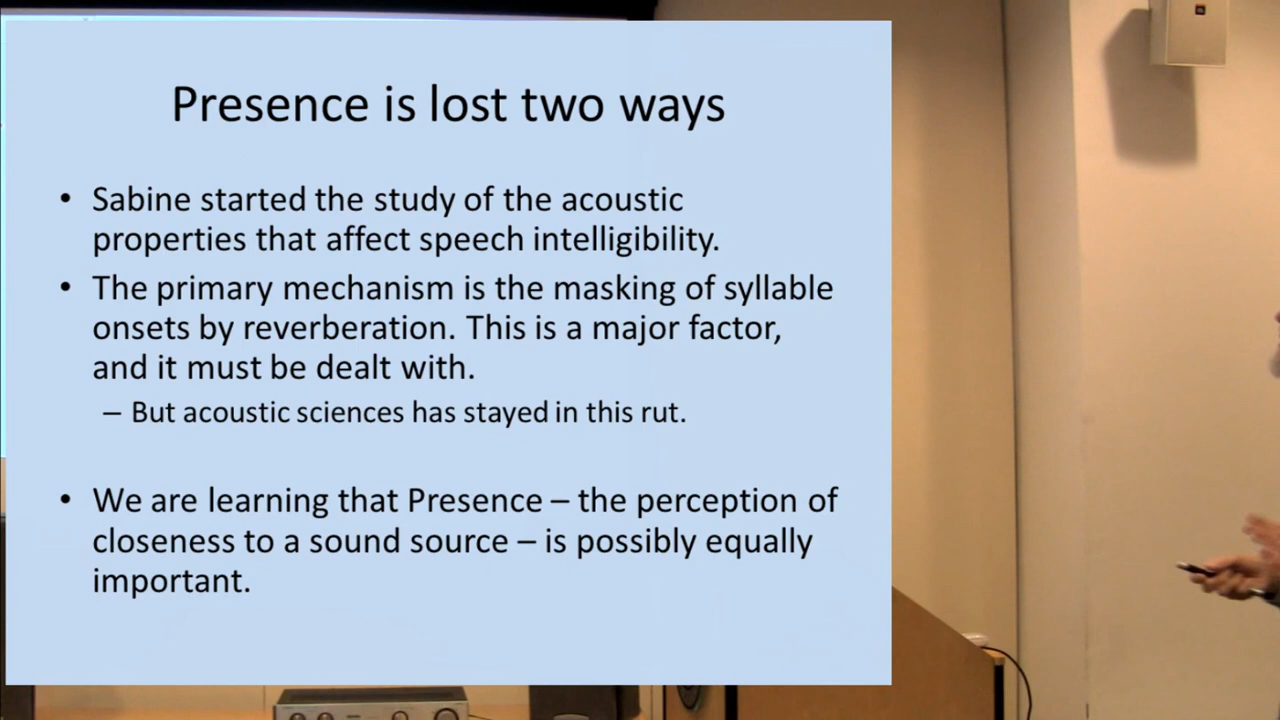 Presence is lost two ways
• Sabine started the study of the acoustic
properties that affect speech intelligibility.
• The primary mechanism is the masking of syllable
onsets by reverberation. This is a major factor,
and it must be dealt with.
– But acoustic sciences has stayed in this rut.
• We are learning that Presence – the perception of
closeness to a sound source – is possibly equally
important.